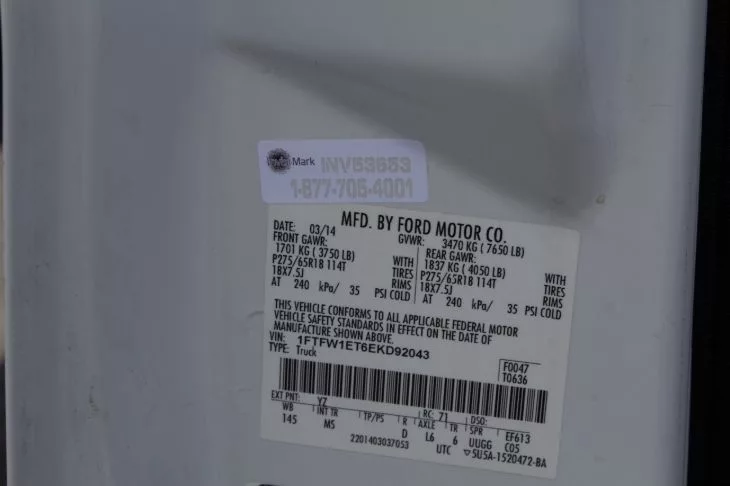 Mark INV63653
1-877-706-4001
MFD. BY FORD MOTOR CO.
DATE: 03/14 GVWR: 3470 KG ( 7650 LB)
FRONT GAWR: REAR GAWR:
1701 KG ( 3750 LB) WITH 1837 KG ( 4050 LB) WITH
P275/65R18 114T TIRES P275/65R18 114T TIRES
18X7.5J RIMS 18X7.5J RIMS
AT 240 kPa/ 35 PSI COLD AT 240 kPa/ 35 PSI COLD
THIS VEHICLE CONFORMS TO ALL APPLICABLE FEDERAL MOTOR
VEHICLE SAFETY STANDARDS IN EFFECT ON THE DATE OF
MANUFACTURE SHOWN ABOVE.
VIN: 1FTFW1ET6EKD92043
TYPE: Truck
F0047
T0636
EXT PNT: YZ RC: 71 DSO:
WB INT TR TP/PS R AXLE TR SPR EF613
145 MS D L6 6 UUGG C05
2201403037053 UTC ▽5U5A-1520472-BA